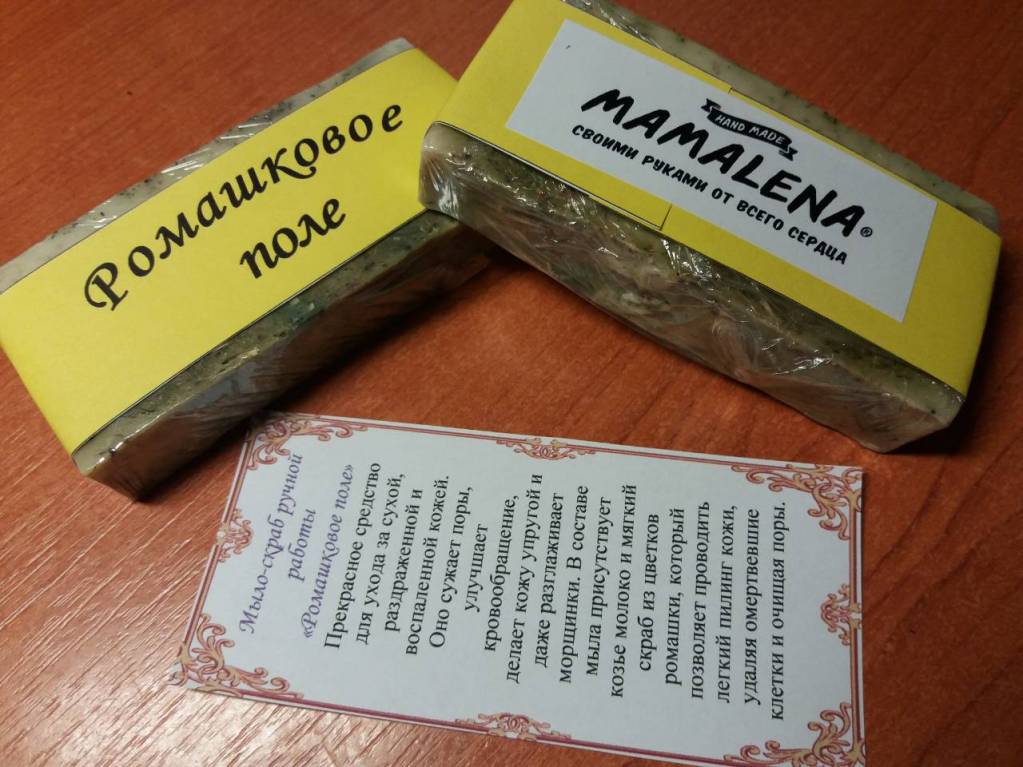 Ромашковое
поле
HAND MADE
MAMALENA®
СВОИМИ РУКАМИ ОТ ВСЕГО СЕРДЦА
Мыло-скраб ручной
работы
«Ромашковое поле»
Прекрасное средство
для ухода за сухой,
раздраженной и
воспаленной кожей.
Оно сужает поры,
улучшает
кровообращение,
делает кожу упругой и
даже разглаживает
морщинки. В составе
мыла присутствует
козье молоко и мягкий
скраб из цветков
ромашки, который
позволяет проводить
легкий пилинг кожи,
удаляя омертвевшие
клетки и очищая поры.